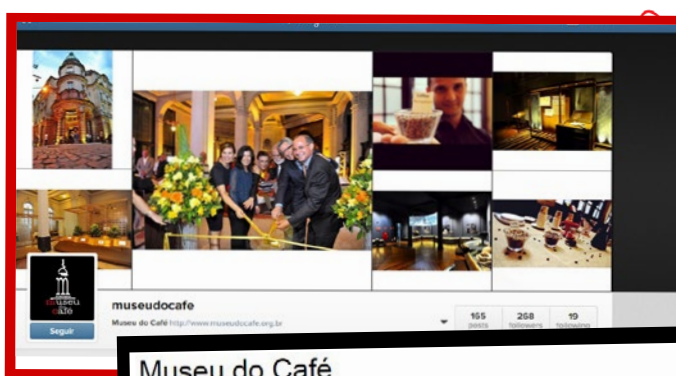 museu
do
café
Seguir
museudocafe
Museu do Café http://www.museudocafe.org.br
165 posts
268 followers
19 following
Museu do Café